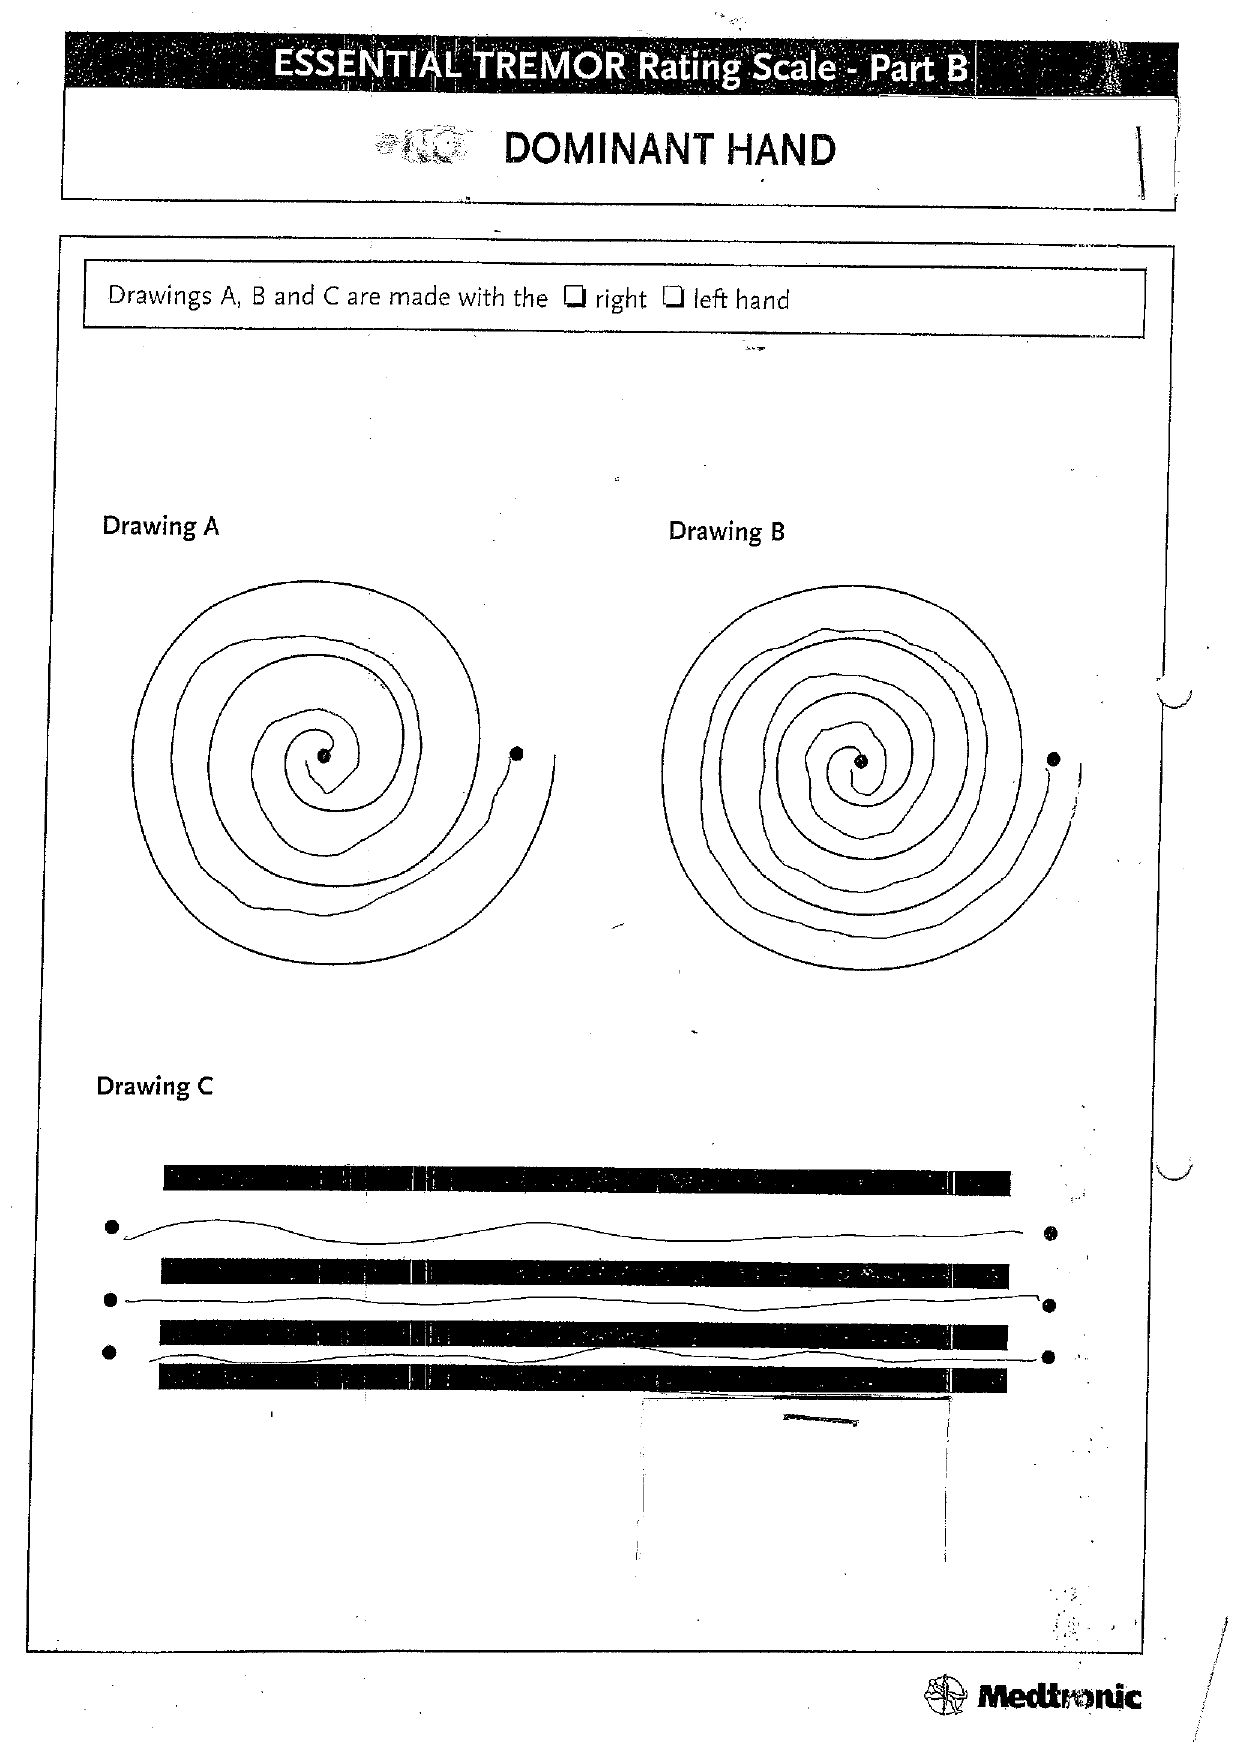 ESSENTIAL TREMOR Rating Scale - Part B
DOMINANT HAND
Drawings A, B and C are made with the ❏ right ❏ left hand
Drawing A
Drawing B
Drawing C
Medtronic